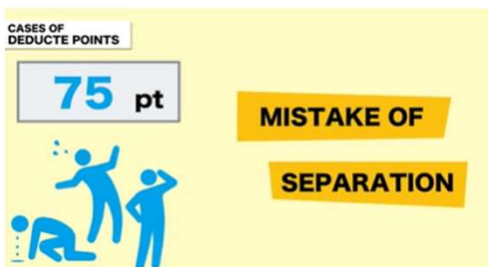 CASES OF
DEDUCTE POINTS
75 pt
MISTAKE OF
SEPARATION